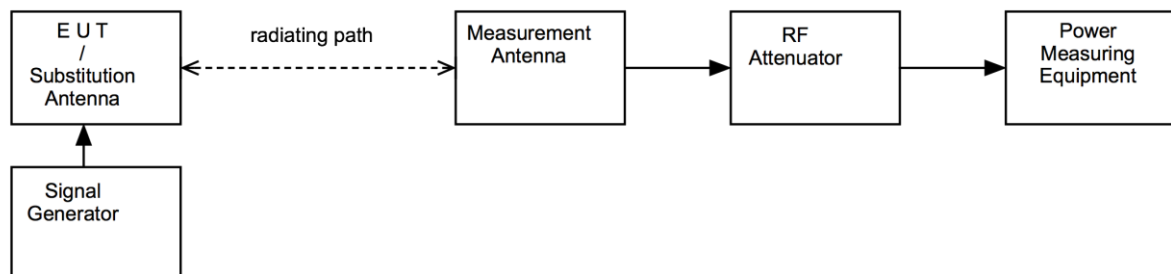 E U T
/
Substitution
Antenna
radiating path
Measurement
Antenna
RF
Attenuator
Power
Measuring
Equipment
Signal
Generator